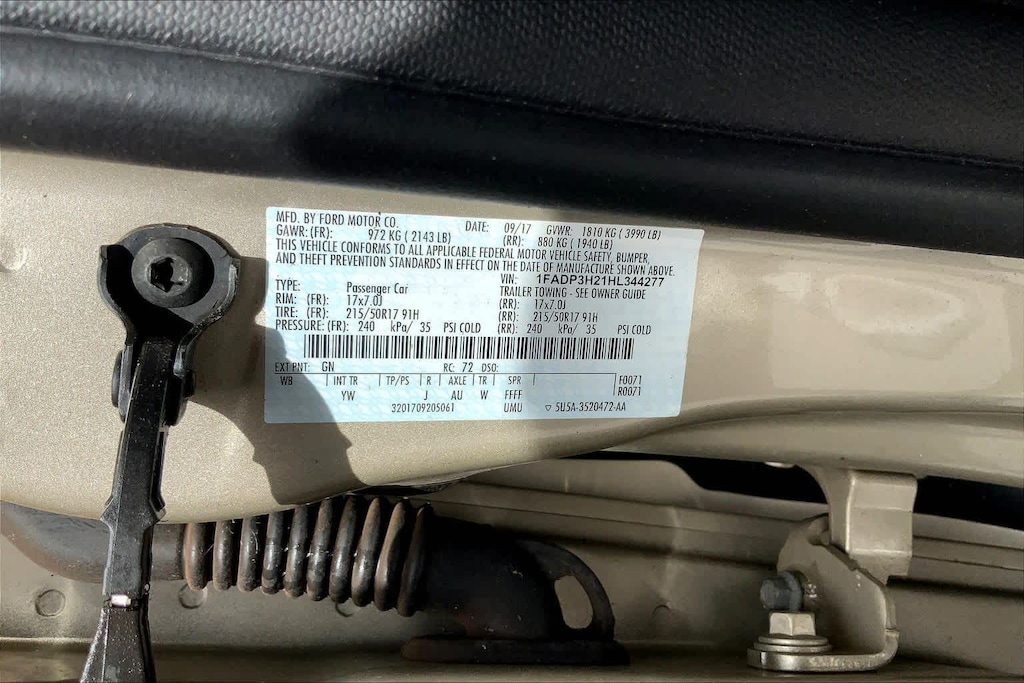 MFD. BY FORD MOTOR CO. DATE: 09/17 GVWR: 1810 KG ( 3990 LB)
GAWR:(FR): 972 KG ( 2143 LB) (RR): 880 KG ( 1940 LB)
THIS VEHICLE CONFORMS TO ALL APPLICABLE FEDERAL MOTOR VEHICLE SAFETY, BUMPER,
AND THEFT PREVENTION STANDARDS IN EFFECT ON THE DATE OF MANUFACTURE SHOWN ABOVE.
VIN: 1FADP3H21HL344277
TYPE: Passenger Car TRAILER TOWING - SEE OWNER GUIDE
RIM: (FR): 17x7.0J (RR): 17x7.0J
TIRE: (FR): 215/50R17 91H (RR): 215/50R17 91H
PRESSURE: (FR): 240 kPa/ 35 PSI COLD (RR): 240 kPa/ 35 PSI COLD
EXT PNT: GN RC: 72 DSO:
WB INT TR TP/PS R AXLE TR SPR F0071
YW J AU W FFFF R0071
3201709205061 UMU ▽ 5U5A-3520472-AA